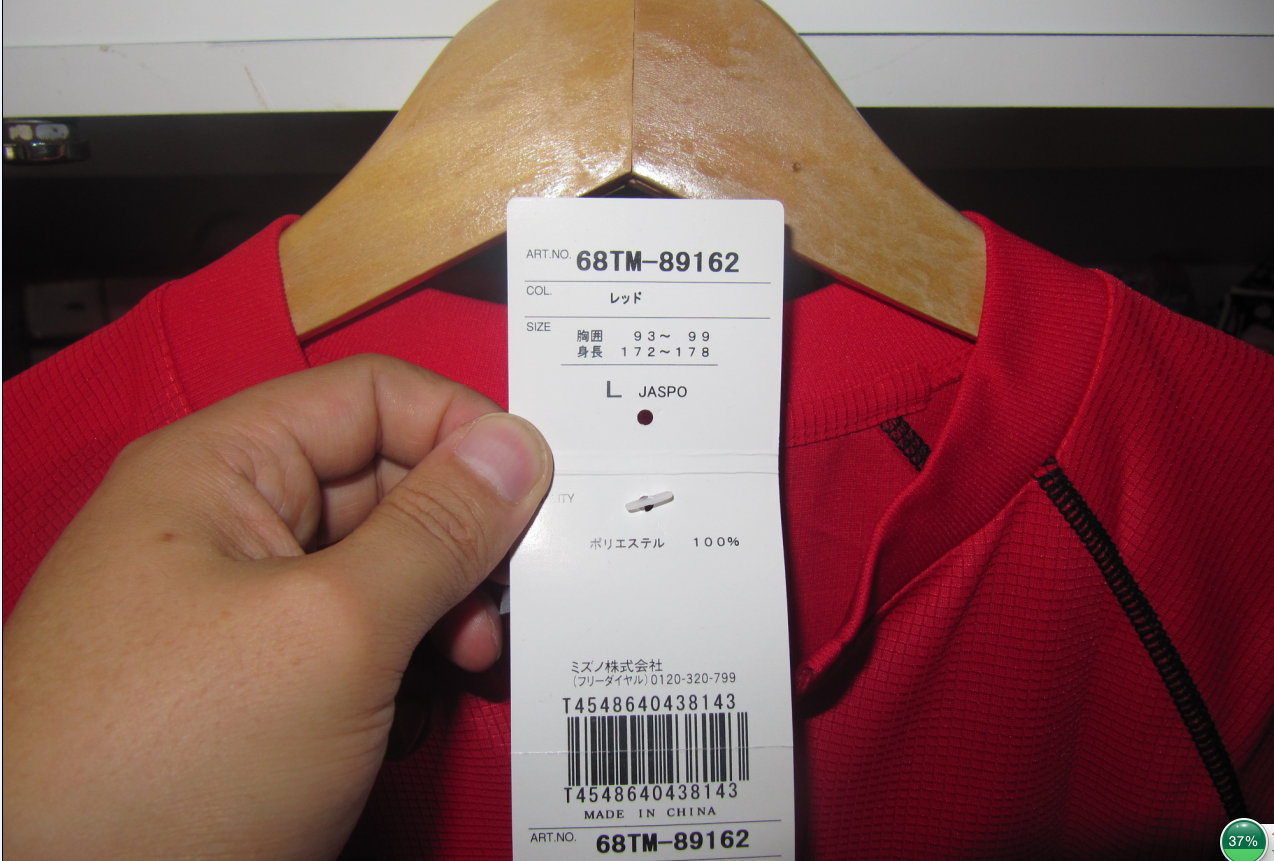 ART.NO. 68TM-89162
COL. レッド
SIZE
胸囲 93～ 99
身長 172～178
L JASPO
ITY
ポリエステル 100%
ミズノ株式会社
(フリーダイヤル)0120-320-799
T4548640438143
T4548640438143
MADE IN CHINA
ART.NO. 68TM-89162
37%